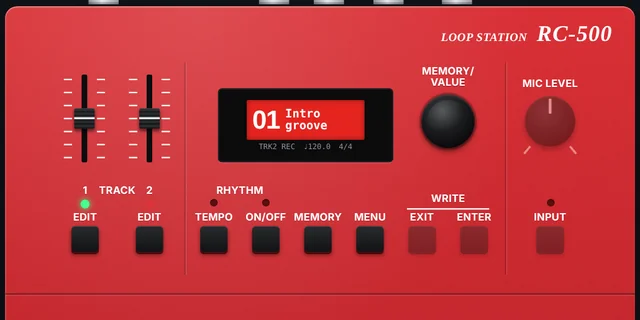 LOOP STATION RC-500
MEMORY/
VALUE
MIC LEVEL
01 Intro
groove
TRK2 REC ♩120.0 4/4
1 TRACK 2
RHYTHM
WRITE
EDIT EDIT TEMPO ON/OFF MEMORY MENU EXIT ENTER INPUT